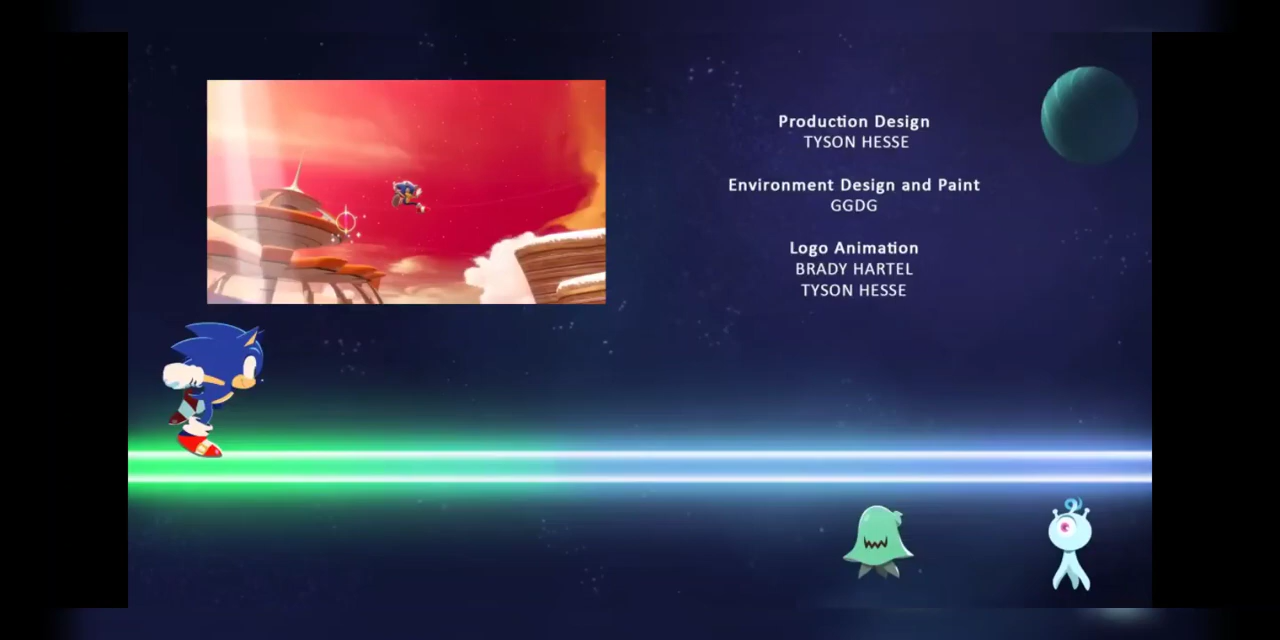 Production Design
TYSON HESSE
Environment Design and Paint
GGDG
Logo Animation
BRADY HARTEL
TYSON HESSE